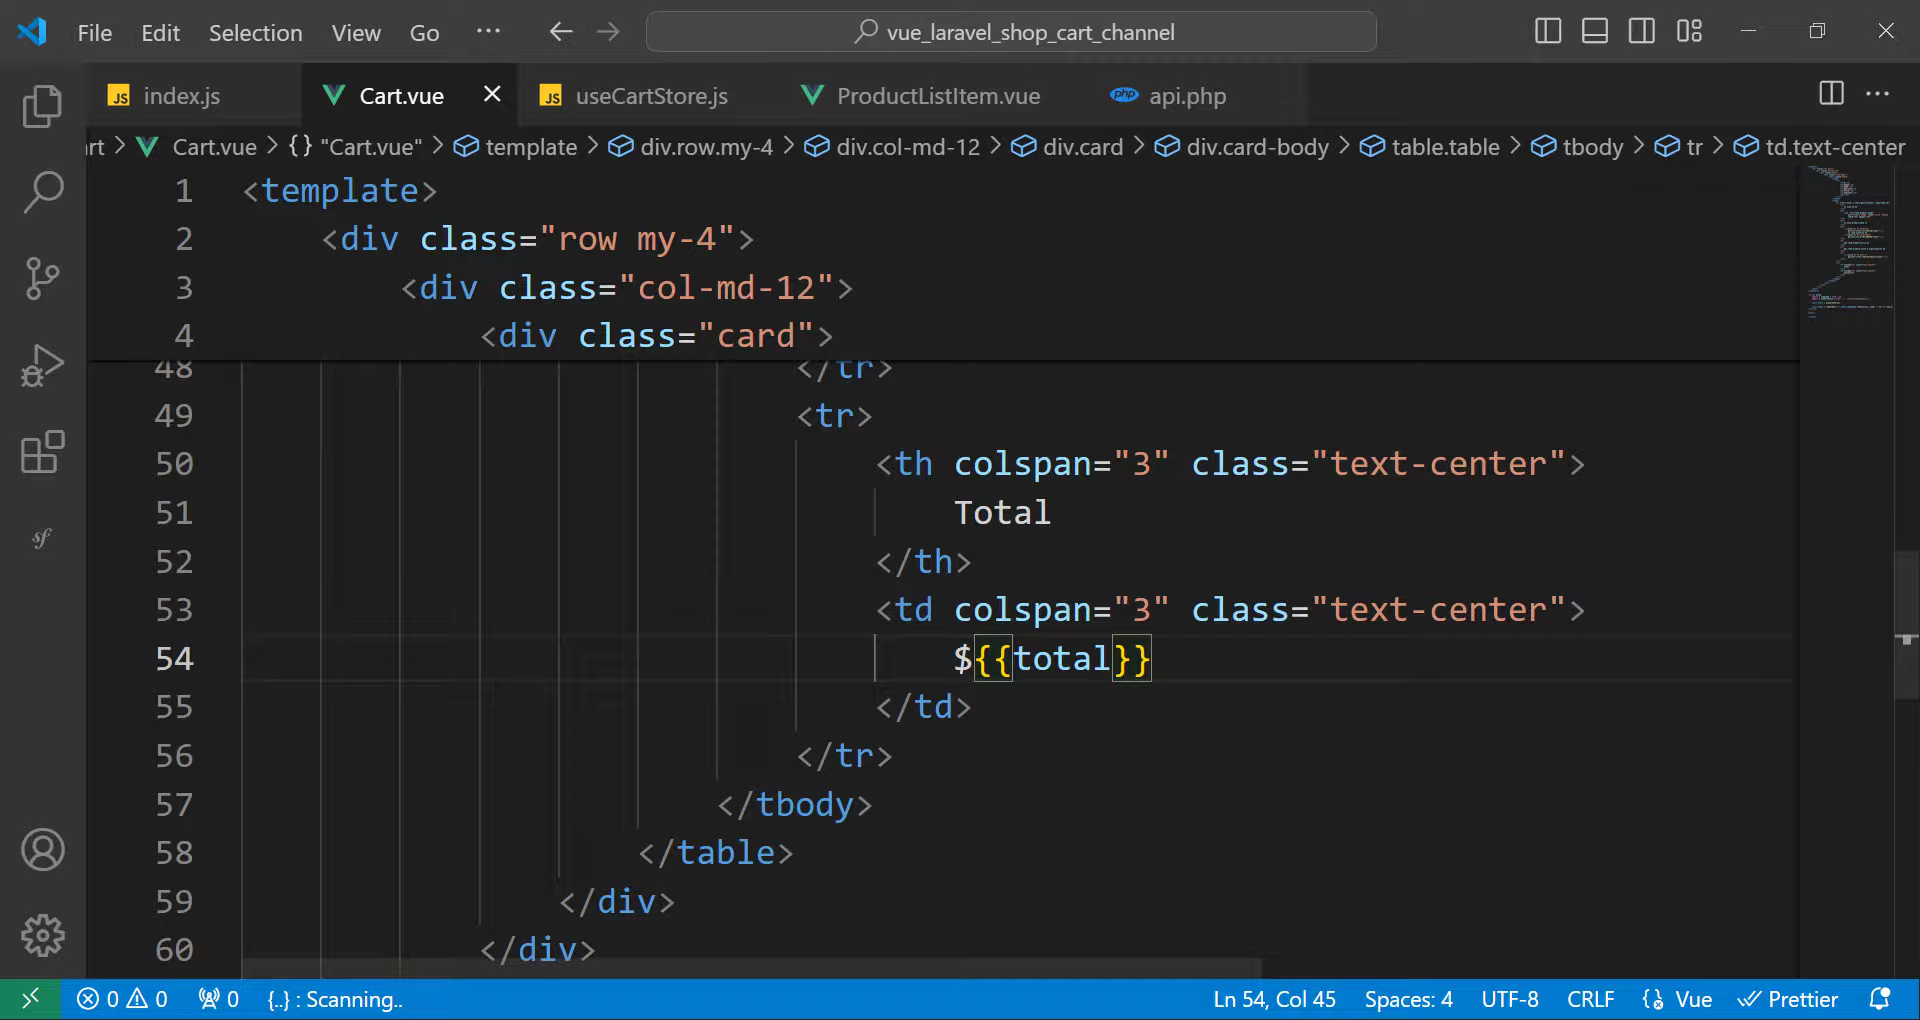 File Edit Selection View Go ··· vue_laravel_shop_cart_channel
JS index.js Cart.vue JS useCartStore.js ProductListItem.vue php api.php
rt > Cart.vue > {} "Cart.vue" > template > div.row.my-4 > div.col-md-12 > div.card > div.card-body > table.table > tbody > tr > td.text-center
1 <template>
2 <div class="row my-4">
3 <div class="col-md-12">
4 <div class="card">
48 </tr>
49 <tr>
50 <th colspan="3" class="text-center">
51 Total
52 </th>
53 <td colspan="3" class="text-center">
54 ${{total}}
55 </td>
56 </tr>
57 </tbody>
58 </table>
59 </div>
60 </div>
sf
0 0 0 {..} : Scanning.. Ln 54, Col 45 Spaces: 4 UTF-8 CRLF Vue Prettier